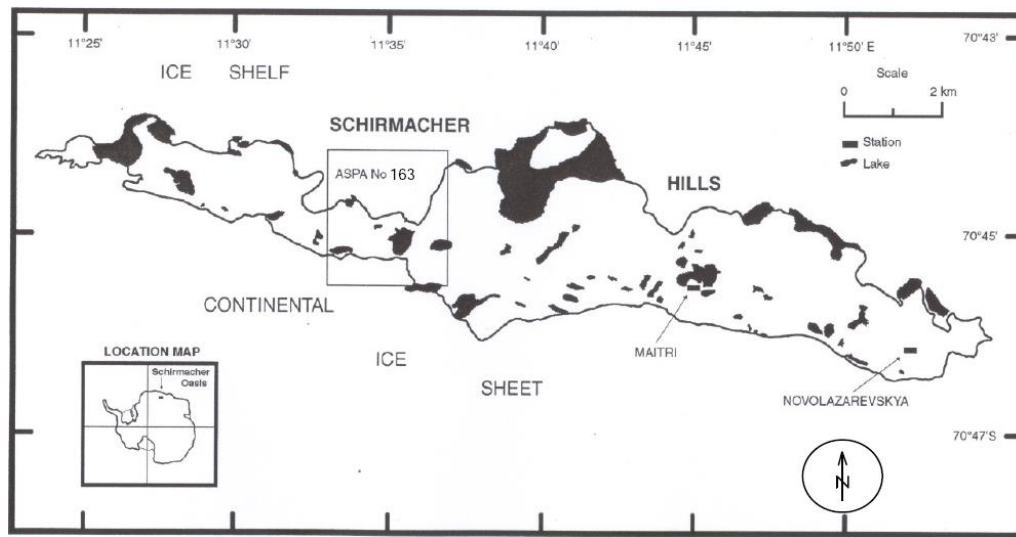 11°25' 11°30' 11°35' 11°40' 11°45' 11°50' E 70°43'
ICE SHELF
Scale
0 2 km
SCHIRMACHER
Station
Lake
ASPA No 163
HILLS
70°45'
CONTINENTAL
MAITRI
LOCATION MAP
ICE
Schirmacher
Oasis
SHEET
NOVOLAZAREVSKYA
70°47'S
N